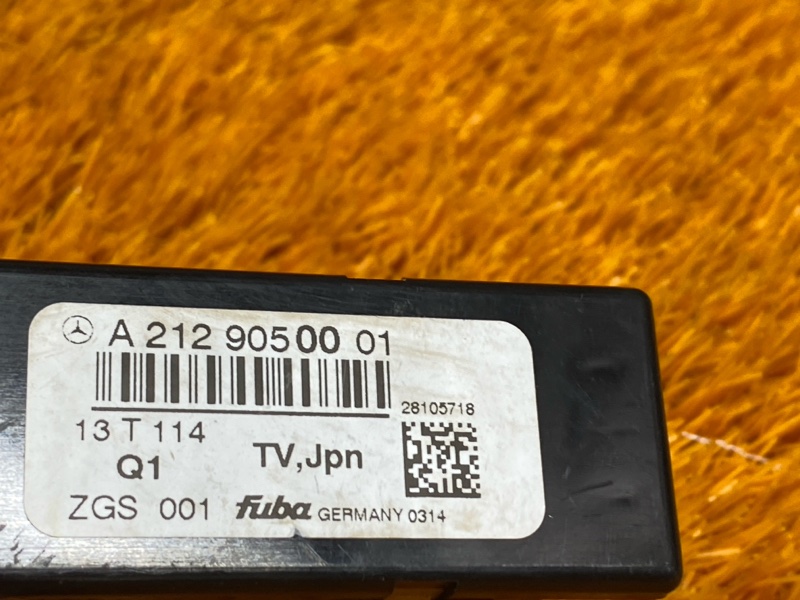 A 212 905 00 01
28105718
13 T 114
Q1
TV,Jpn
ZGS 001 fuba GERMANY 0314